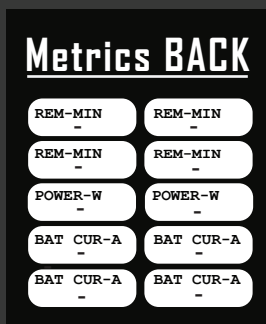 Metrics BACK
REM-MIN REM-MIN
- -
REM-MIN REM-MIN
- -
POWER-W POWER-W
- -
BAT CUR-A BAT CUR-A
- -
BAT CUR-A BAT CUR-A
- -